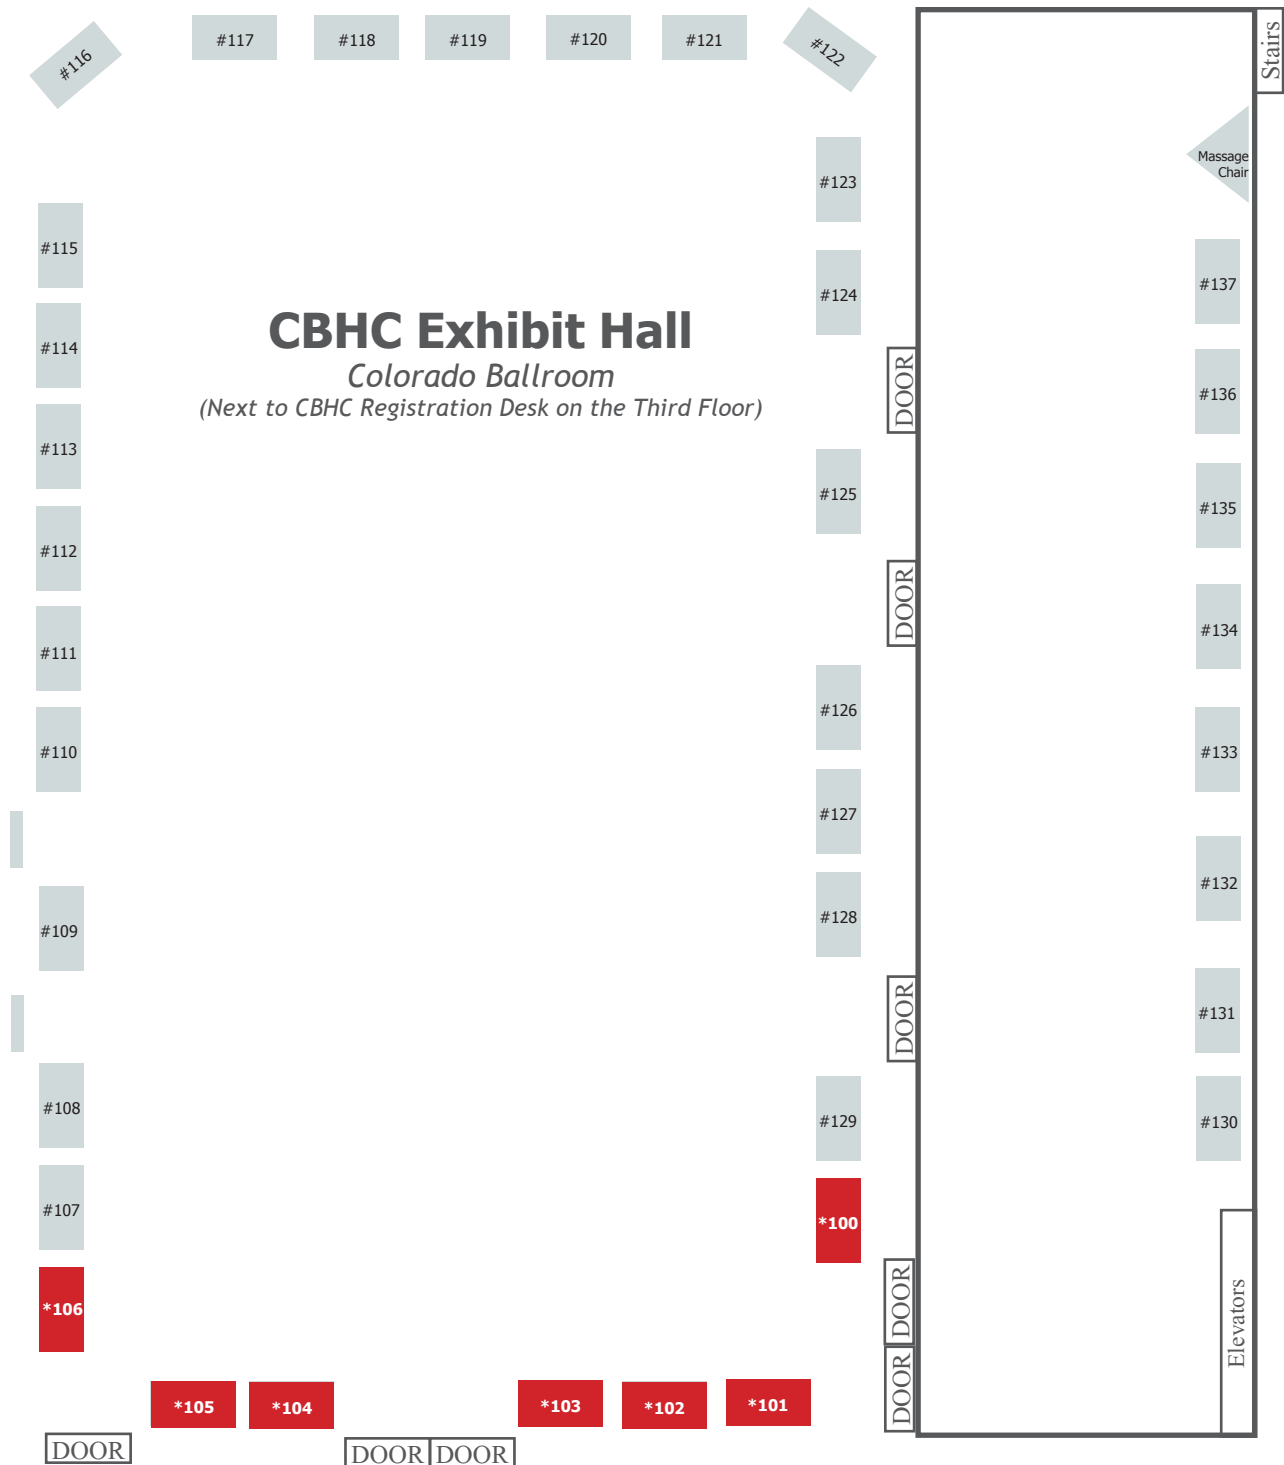 #116
#117
#118
#119
#120
#121
#122
Stairs
#123
Massage
Chair
#115
#124
#137
CBHC Exhibit Hall
Colorado Ballroom
(Next to CBHC Registration Desk on the Third Floor)
#114
DOOR
#136
#113
#125
#135
#112
DOOR
#111
#134
#110
#126
#133
#127
#109
#128
#132
DOOR
#131
#108
#129
#130
#107
*100
*106
DOOR
Elevators
*105
*104
*103
*102
*101
DOOR
DOOR
DOOR
DOOR